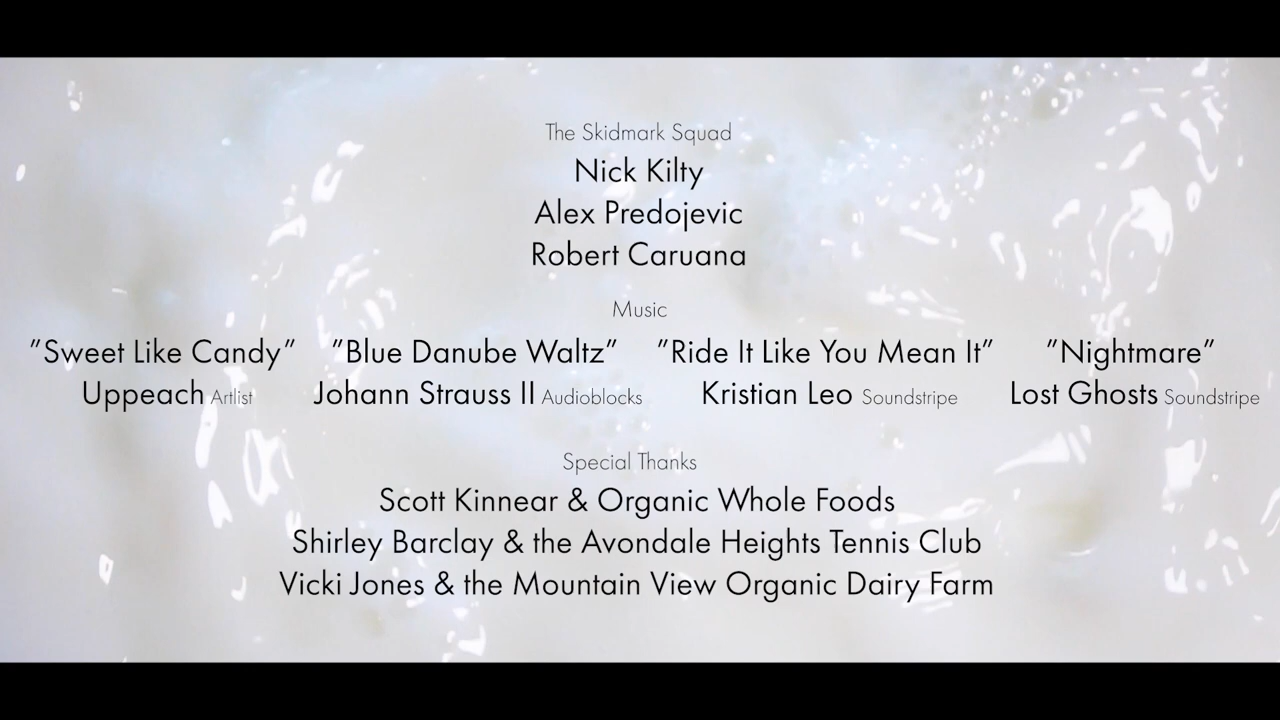 The Skidmark Squad
Nick Kilty
Alex Predojevic
Robert Caruana
Music
”Sweet Like Candy” ”Blue Danube Waltz” ”Ride It Like You Mean It” ”Nightmare”
Uppeach Artlist Johann Strauss II Audioblocks Kristian Leo Soundstripe Lost Ghosts Soundstripe
Special Thanks
Scott Kinnear & Organic Whole Foods
Shirley Barclay & the Avondale Heights Tennis Club
Vicki Jones & the Mountain View Organic Dairy Farm